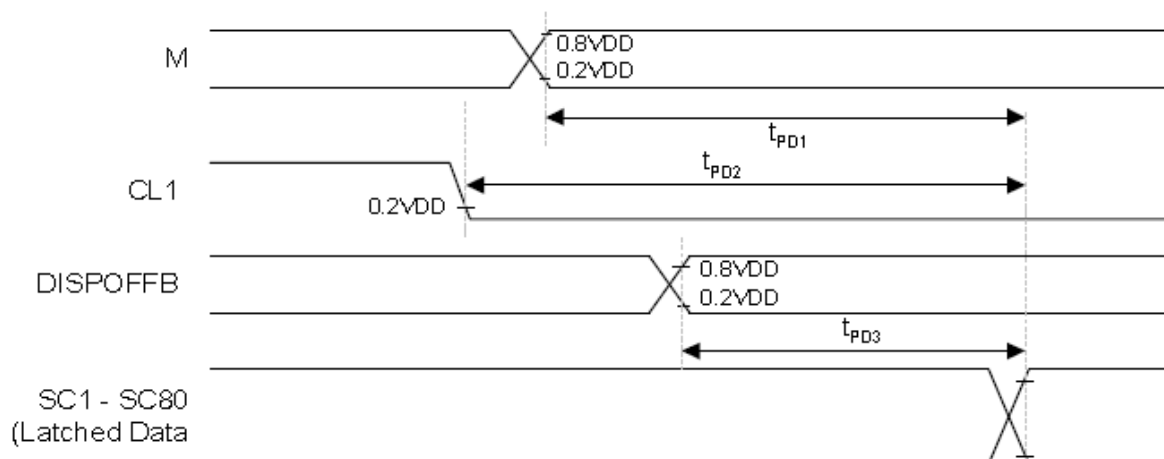 M
0.8VDD
0.2VDD
tPD1
CL1
tPD2
0.2VDD
DISPOFFB
0.8VDD
0.2VDD
tPD3
SC1 - SC80
(Latched Data